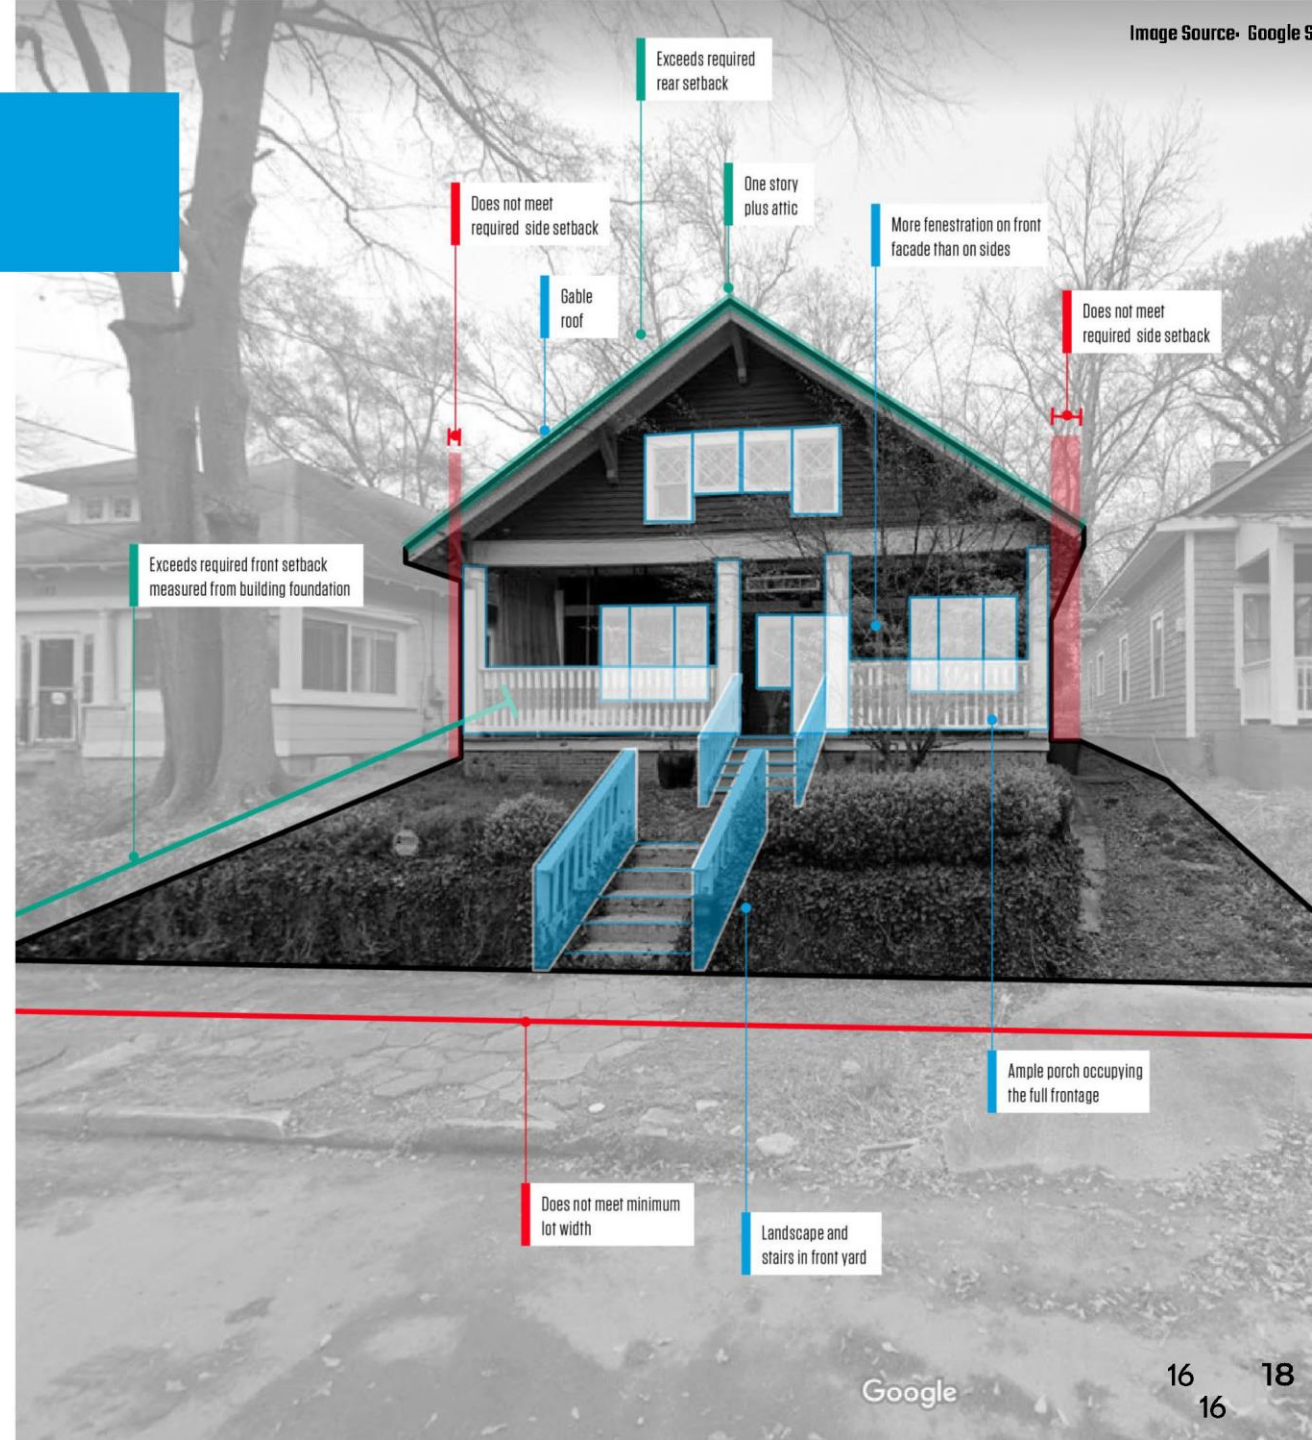 Image Source: Google S
Exceeds required
rear setback
One story
plus attic
Does not meet
required side setback
More fenestration on front
facade than on sides
Gable
roof
Does not meet
required side setback
Exceeds required front setback
measured from building foundation
Ample porch occupying
the full frontage
Does not meet minimum
lot width
Landscape and
stairs in front yard
Google
16
18
16